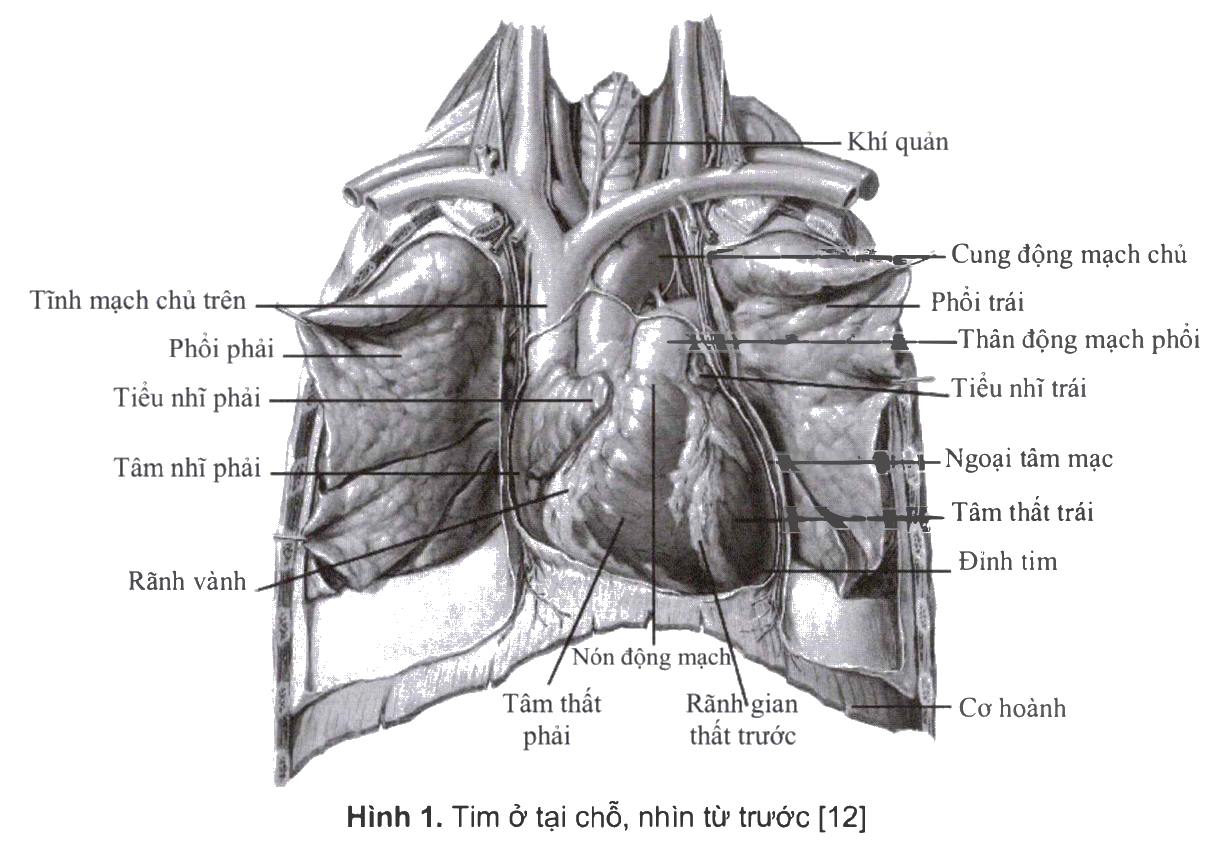 Khí quản
Cung động mạch chủ
Tĩnh mạch chủ trên
Phổi trái
Phổi phải
Thân động mạch phổi
Tiểu nhĩ phải
Tiểu nhĩ trái
Tâm nhĩ phải
Ngoại tâm mạc
Tâm thất trái
Rãnh vành
Đỉnh tim
Nón động mạch
Tâm thất
phải
Rãnh gian
thất trước
Cơ hoành
Hình 1. Tim ở tại chỗ, nhìn từ trước [12]